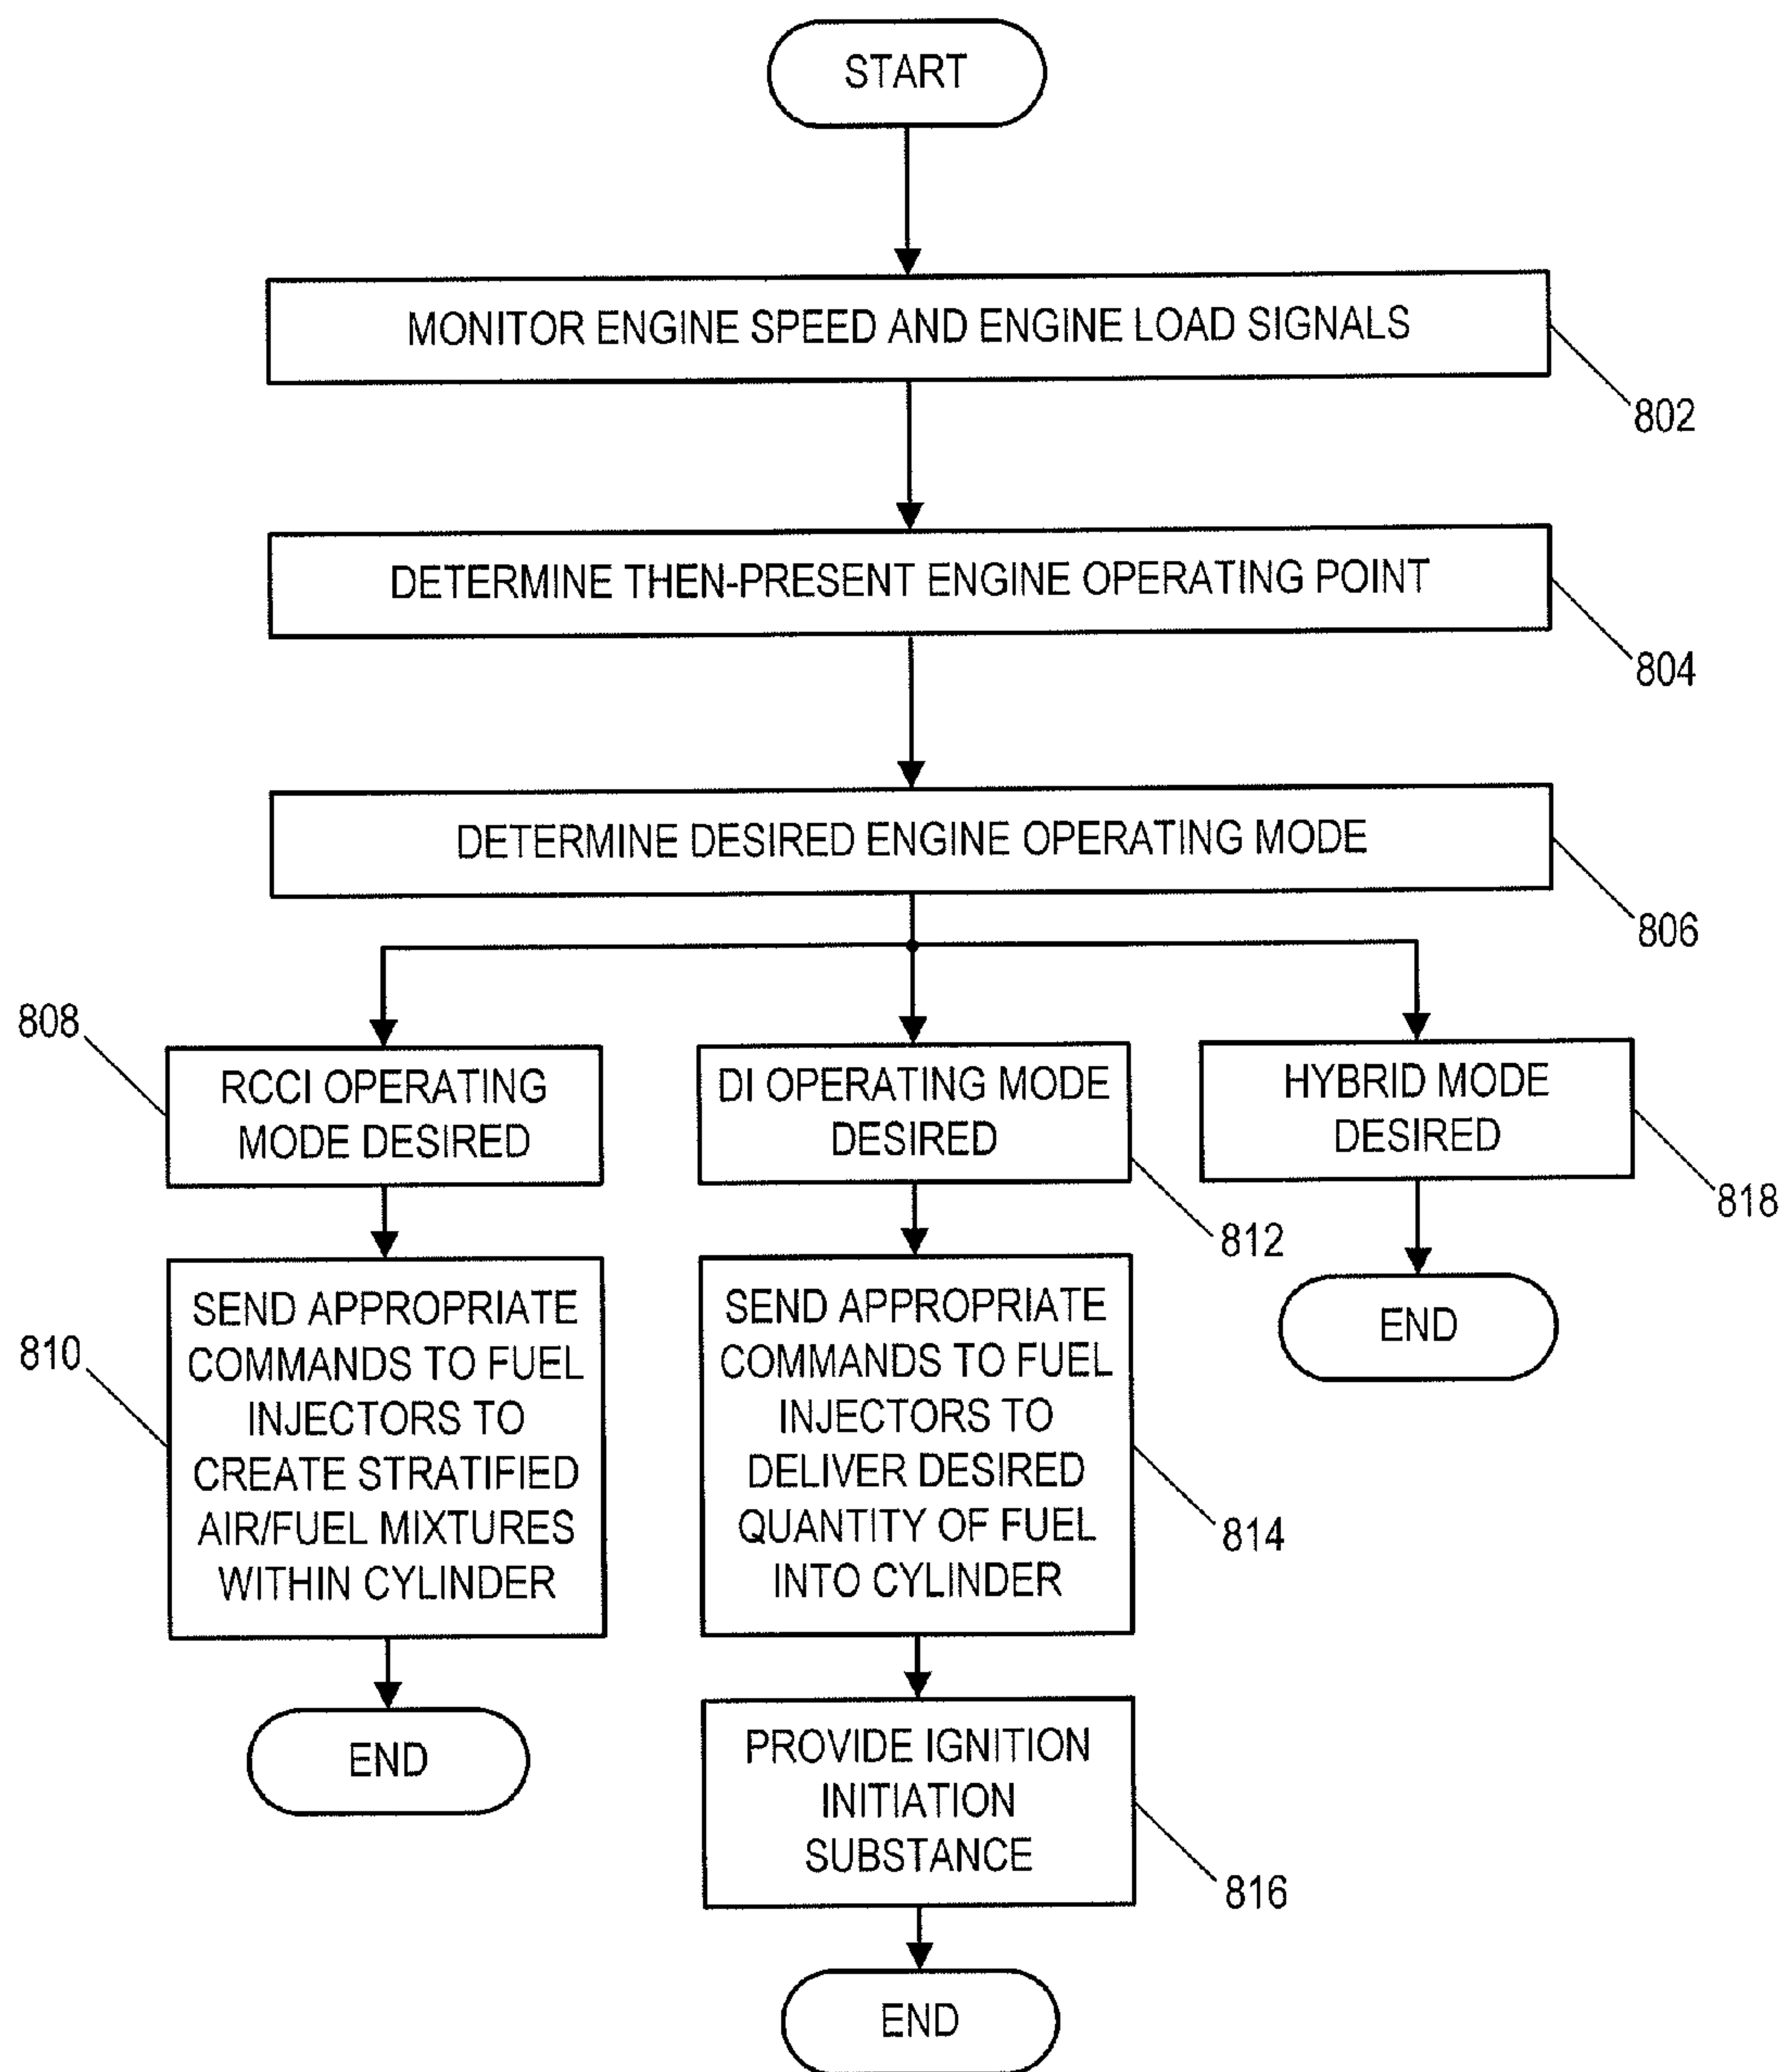 START
MONITOR ENGINE SPEED AND ENGINE LOAD SIGNALS
802
DETERMINE THEN-PRESENT ENGINE OPERATING POINT
804
DETERMINE DESIRED ENGINE OPERATING MODE
806
808
RCCI OPERATING
MODE DESIRED
DI OPERATING MODE
DESIRED
812
HYBRID MODE
DESIRED
818
810
SEND APPROPRIATE
COMMANDS TO FUEL
INJECTORS TO
CREATE STRATIFIED
AIR/FUEL MIXTURES
WITHIN CYLINDER
SEND APPROPRIATE
COMMANDS TO FUEL
INJECTORS TO
DELIVER DESIRED
QUANTITY OF FUEL
INTO CYLINDER
814
END
END
PROVIDE IGNITION
INITIATION
SUBSTANCE
816
END